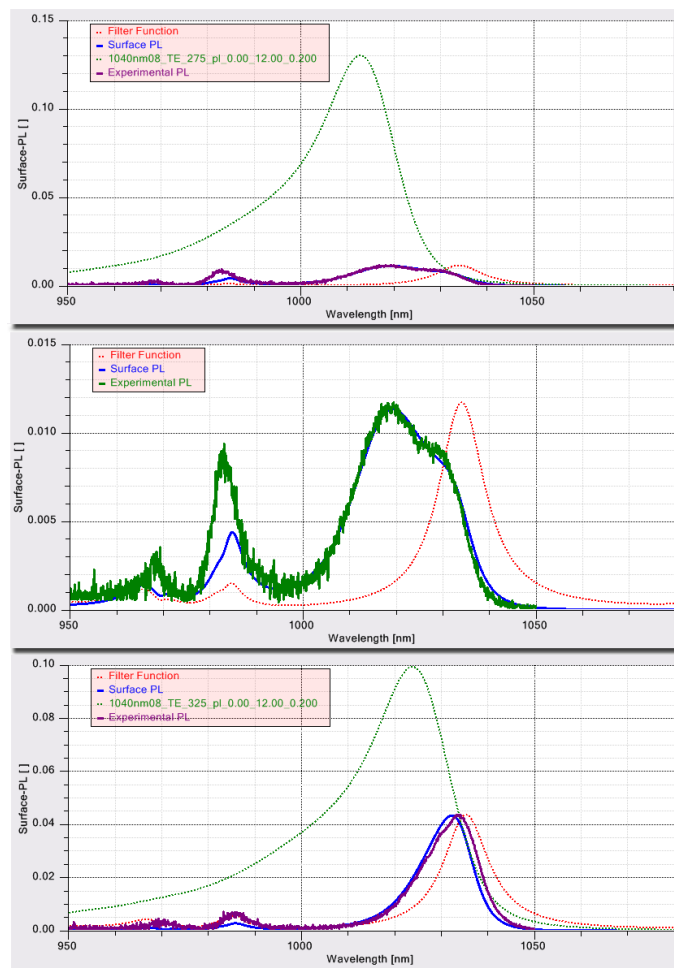 0.15
Filter Function
Surface PL
1040nm08_TE_275_pl_0.00_12.00_0.200
Experimental PL
0.10
Surface-PL [ ]
0.05
0.00
950
1000
1050
Wavelength [nm]
0.015
Filter Function
Surface PL
Experimental PL
0.010
Surface-PL [ ]
0.005
0.000
950
1000
1050
Wavelength [nm]
0.10
Filter Function
Surface PL
1040nm08_TE_325_pl_0.00_12.00_0.200
Experimental PL
0.08
0.06
Surface-PL [ ]
0.04
0.02
0.00
950
1000
1050
Wavelength [nm]